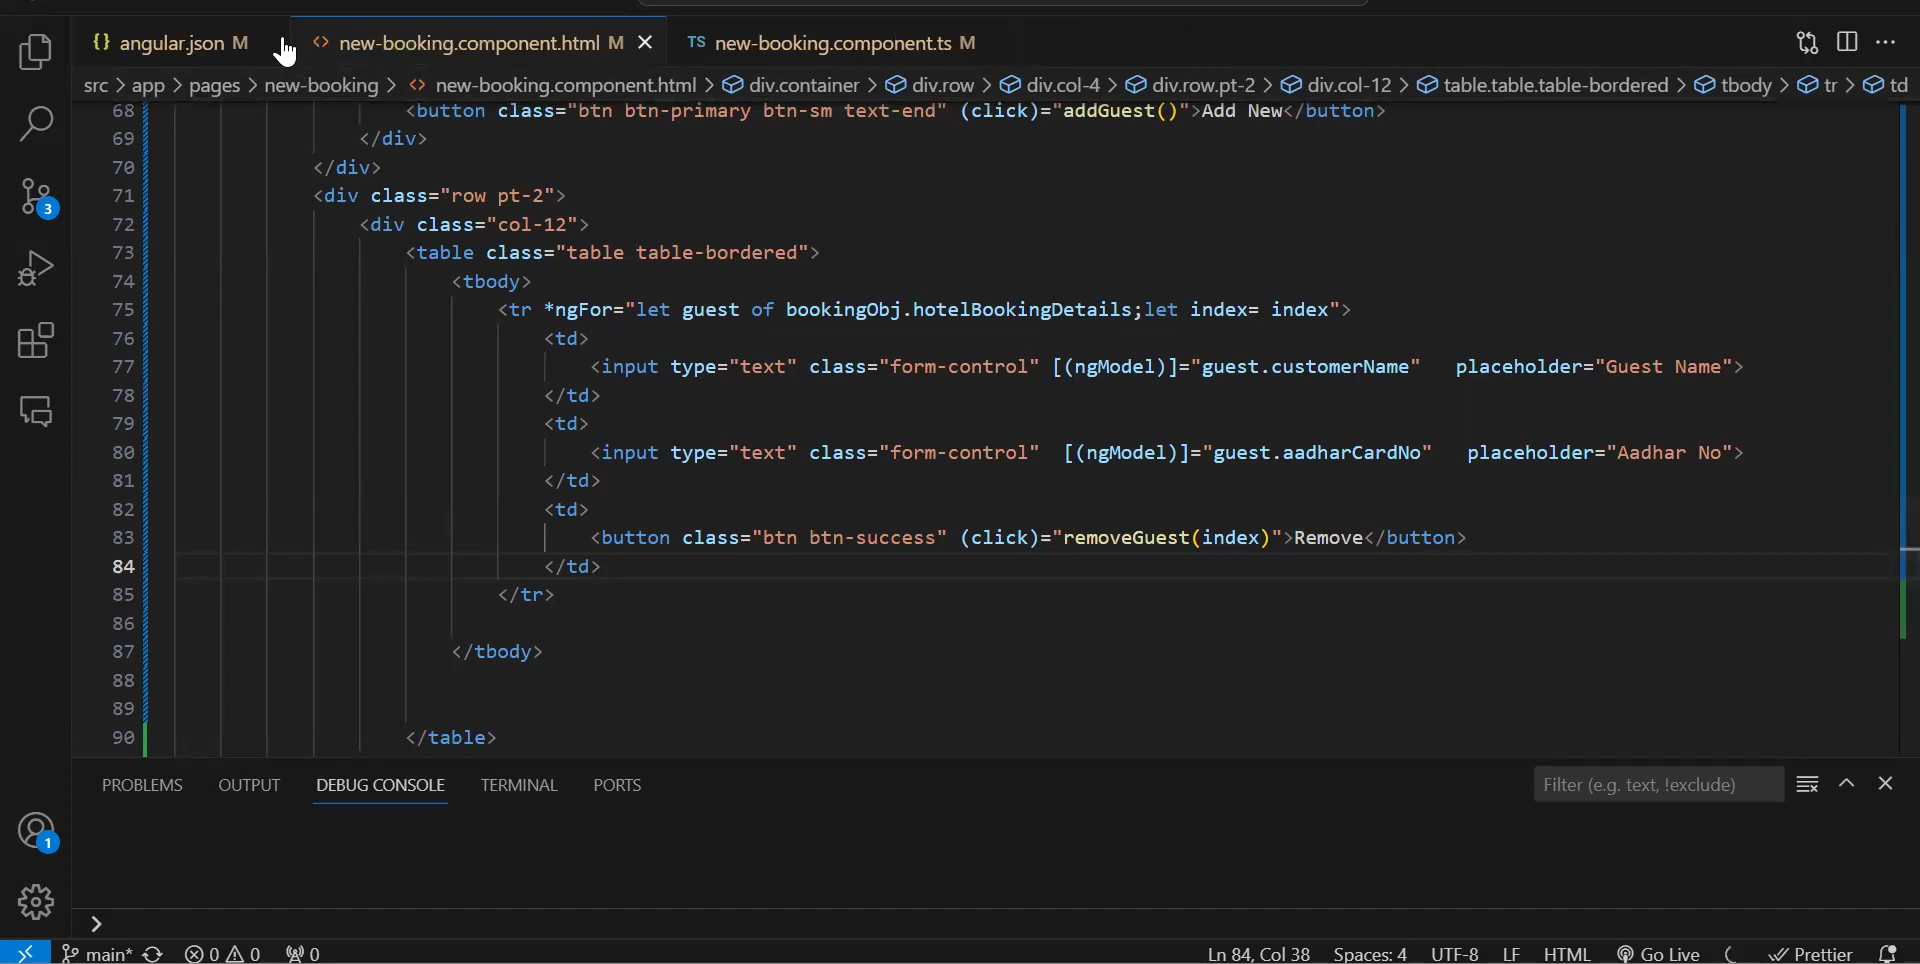 {} angular.json M <> new-booking.component.html M TS new-booking.component.ts M
src > app > pages > new-booking > <> new-booking.component.html > div.container > div.row > div.col-4 > div.row.pt-2 > div.col-12 > table.table.table-bordered > tbody > tr > td
68 <button class="btn btn-primary btn-sm text-end" (click)="addGuest()">Add New</button>
69 </div>
70 </div>
71 <div class="row pt-2">
72 <div class="col-12">
73 <table class="table table-bordered">
74 <tbody>
75 <tr *ngFor="let guest of bookingObj.hotelBookingDetails;let index= index">
76 <td>
77 <input type="text" class="form-control" [(ngModel)]="guest.customerName" placeholder="Guest Name">
78 </td>
79 <td>
80 <input type="text" class="form-control" [(ngModel)]="guest.aadharCardNo" placeholder="Aadhar No">
81 </td>
82 <td>
83 <button class="btn btn-success" (click)="removeGuest(index)">Remove</button>
84 </td>
85 </tr>
86
87 </tbody>
88
89
90 </table>
PROBLEMS OUTPUT DEBUG CONSOLE TERMINAL PORTS Filter (e.g. text, !exclude)
>
main* 0 0 0 Ln 84, Col 38 Spaces: 4 UTF-8 LF HTML Go Live Prettier
3
1